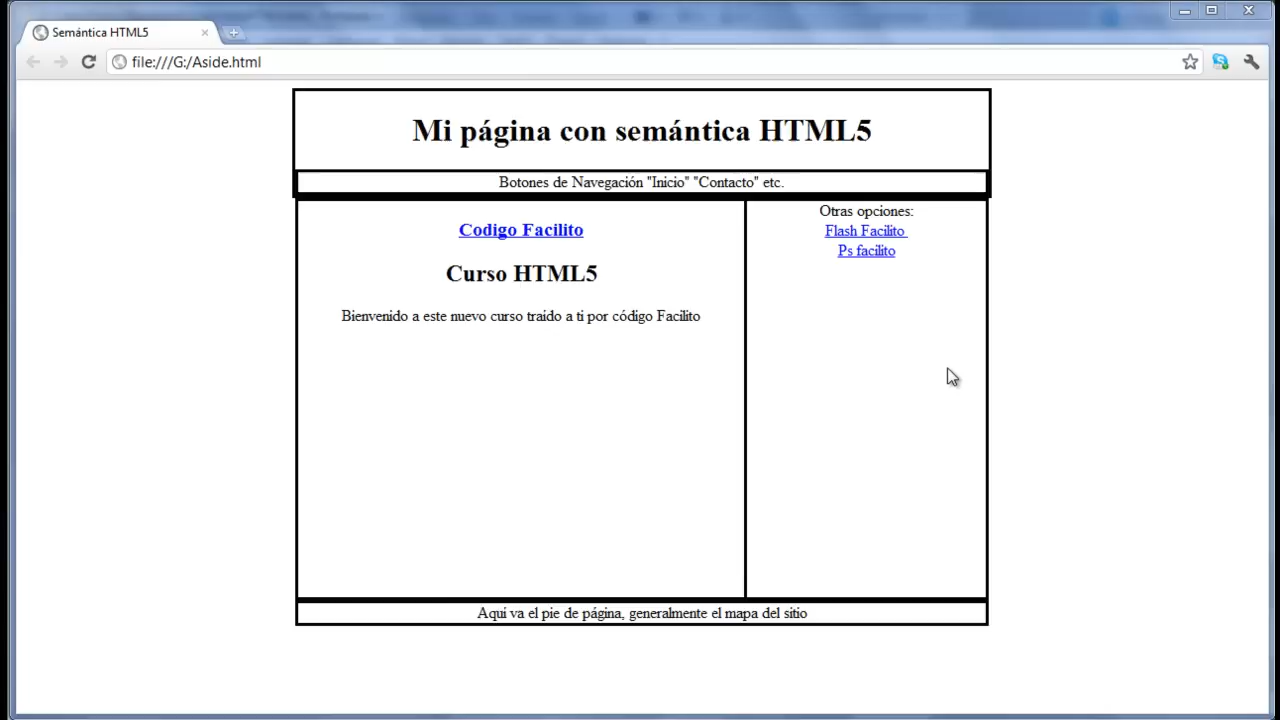 Semántica HTML5
file:///G:/Aside.html
Mi página con semántica HTML5
Botones de Navegación "Inicio" "Contacto" etc.
Codigo Facilito
Curso HTML5
Bienvenido a este nuevo curso traido a ti por código Facilito
Otras opciones:
Flash Facilito
Ps facilito
Aqui va el pie de página, generalmente el mapa del sitio